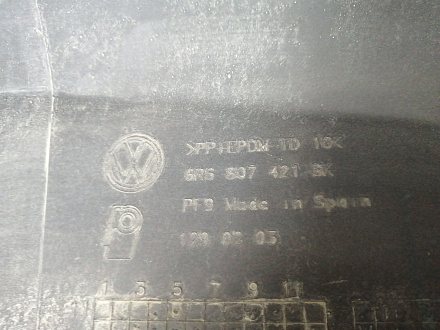 >PP+EPDM-TD 10<
6R6 807 421 BK
PF9 Made in Spain
1 3 5 7 9 11